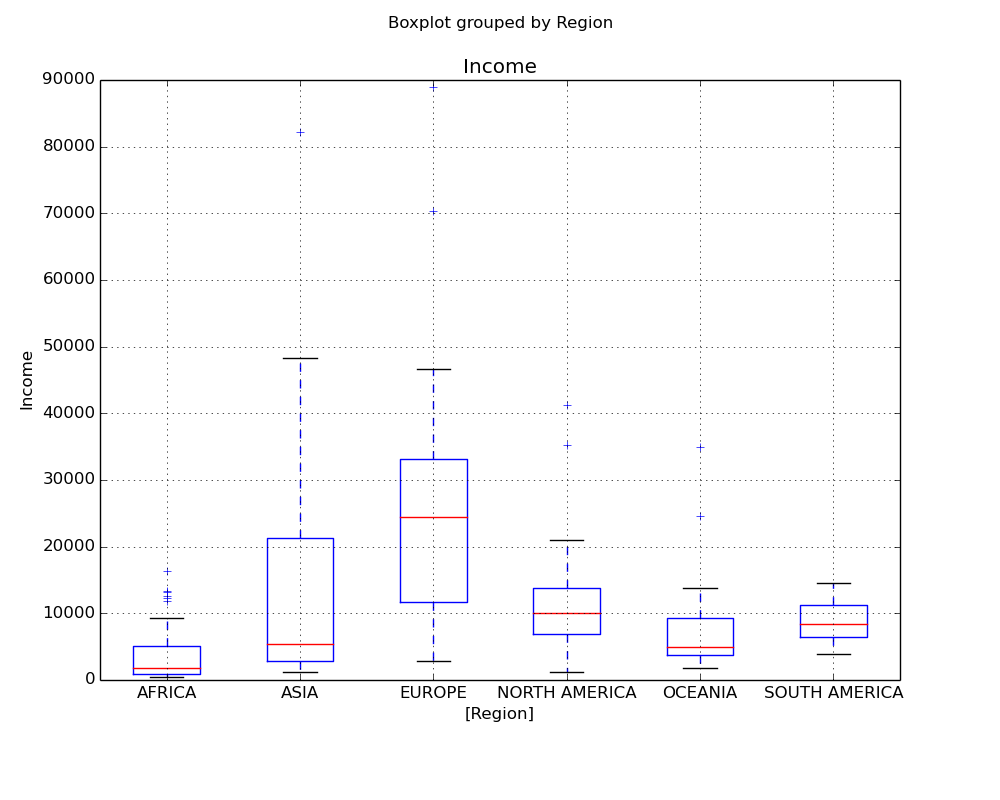 Boxplot grouped by Region
Income
90000
80000
70000
60000
50000
40000
30000
20000
10000
0
Income
AFRICA ASIA EUROPE NORTH AMERICA OCEANIA SOUTH AMERICA
[Region]